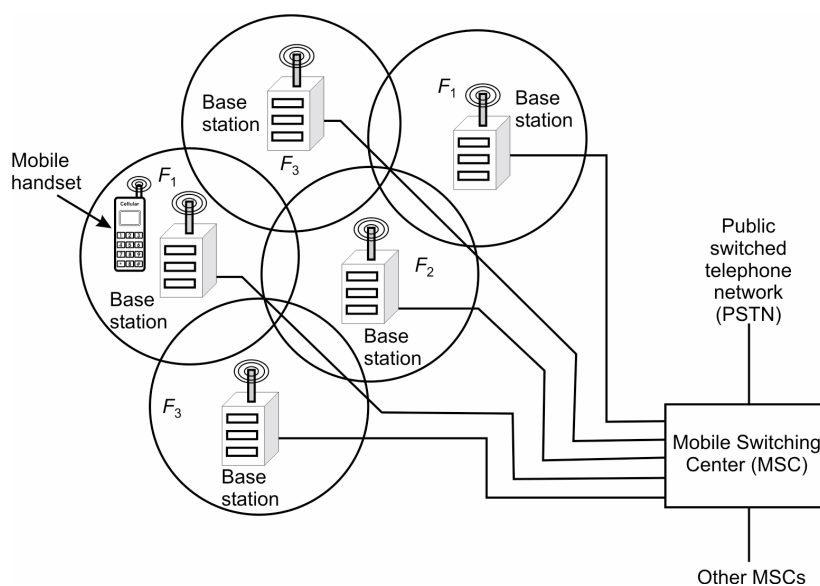 Base
station
F3
F1
Base
station
Mobile
handset
F1
Cellular
Base
station
F2
Base
station
F3
Base
station
Public
switched
telephone
network
(PSTN)
Mobile Switching
Center (MSC)
Other MSCs